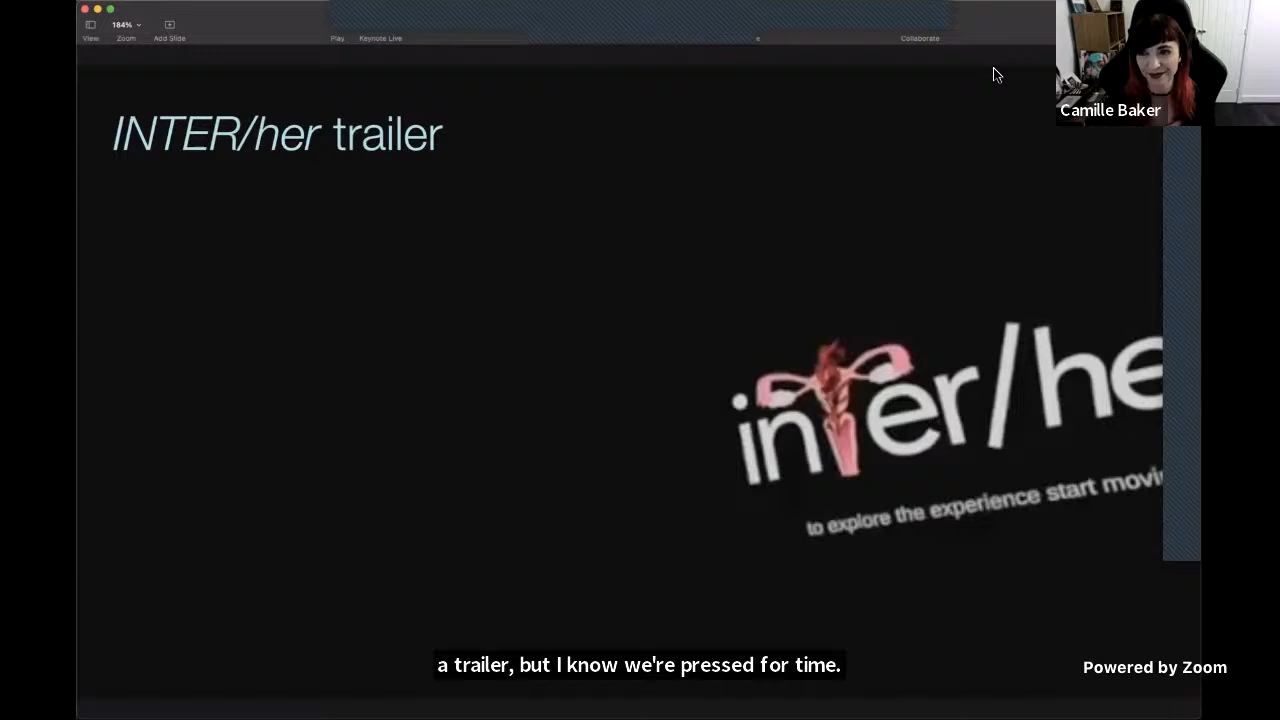 184%
View Zoom Add Slide Play Keynote Live Collaborate
Camille Baker
INTER/her trailer
inTer/he
to explore the experience start movi
a trailer, but I know we're pressed for time.
Powered by Zoom